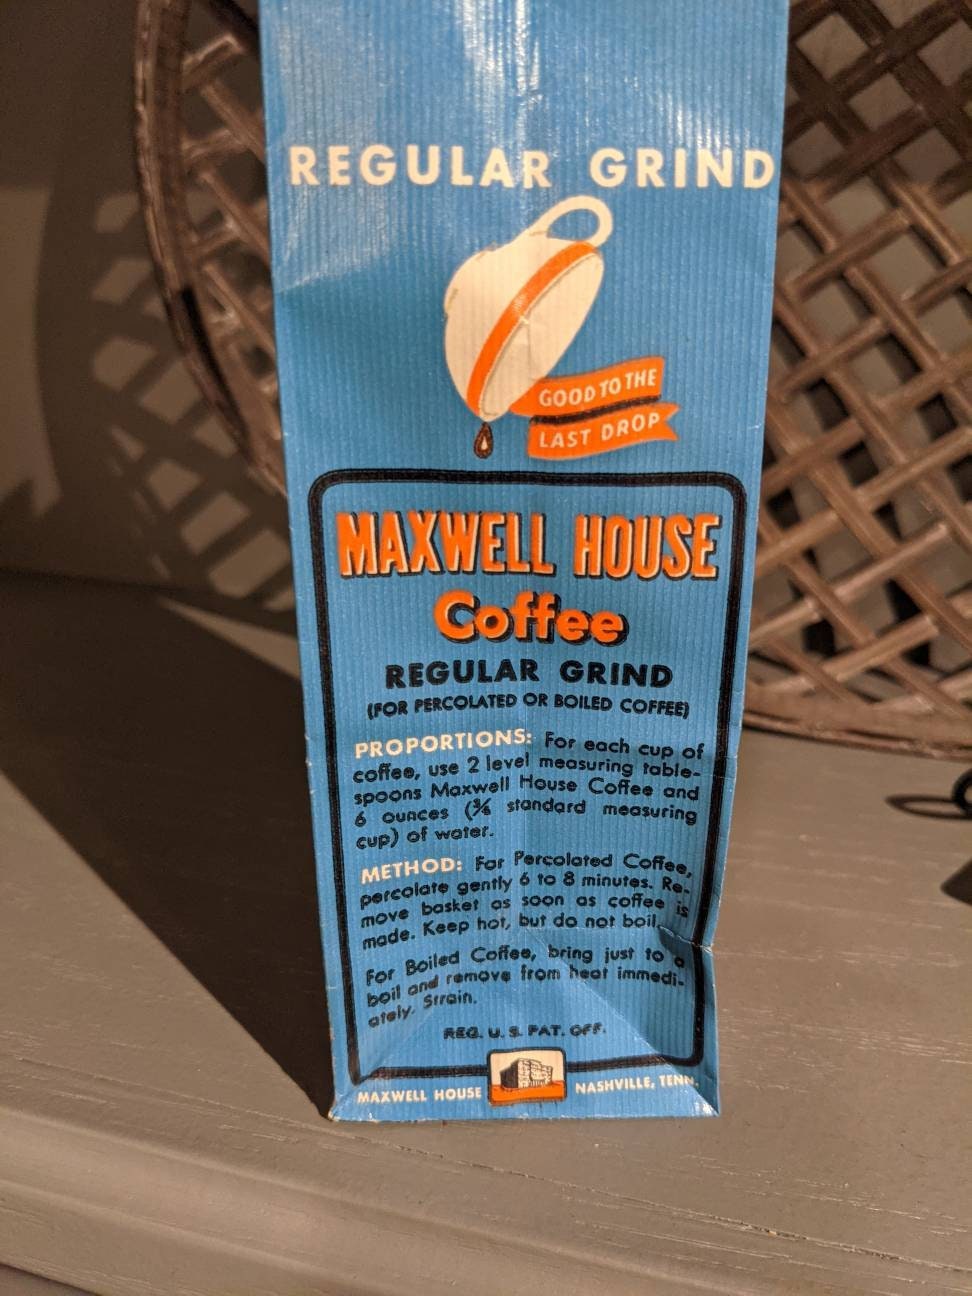 REGULAR GRIND
GOOD TO THE
LAST DROP
MAXWELL HOUSE
Coffee
REGULAR GRIND
(FOR PERCOLATED OR BOILED COFFEE)
PROPORTIONS: For each cup of
coffee, use 2 level measuring table-
spoons Maxwell House Coffee and
6 ounces (¾ standard measuring
cup) of water.
METHOD: For Percolated Coffee,
percolate gently 6 to 8 minutes. Re-
move basket as soon as coffee is
made. Keep hot, but do not boil.
For Boiled Coffee, bring just to a
boil and remove from heat immedi-
ately. Strain.
REG. U. S. PAT. OFF.
MAXWELL HOUSE NASHVILLE, TENN.